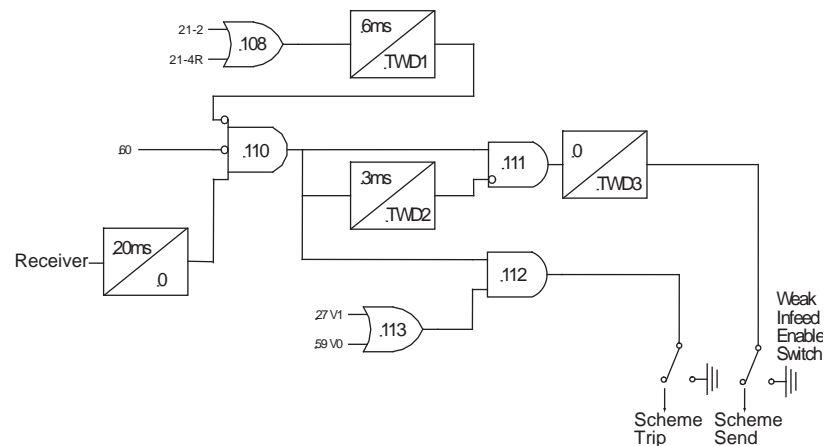 21-2
21-4R
.108
.6ms
.TWD1
.60
.110
.111
.0
.TWD3
.3ms
.TWD2
Receiver
.20ms
.0
.112
.27 V1
.59 V0
.113
Weak
Infeed
Enable
Switch
Scheme
Trip
Scheme
Send